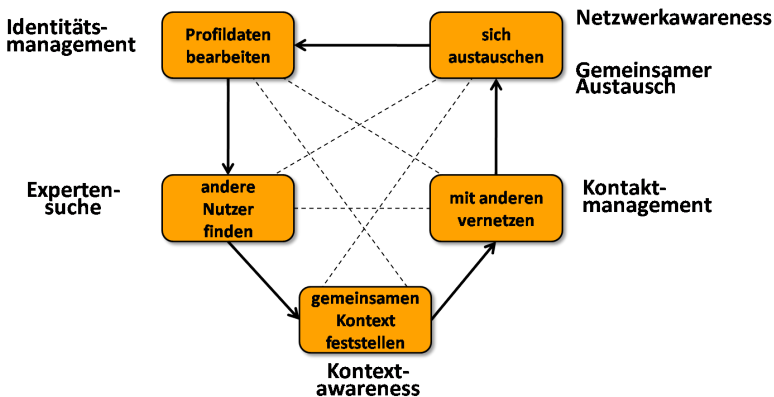 Identitäts-
management
Profildaten
bearbeiten
sich
austauschen
Netzwerkawareness
Gemeinsamer
Austausch
Experten-
suche
andere
Nutzer
finden
mit anderen
vernetzen
Kontakt-
management
gemeinsamen
Kontext
feststellen
Kontext-
awareness